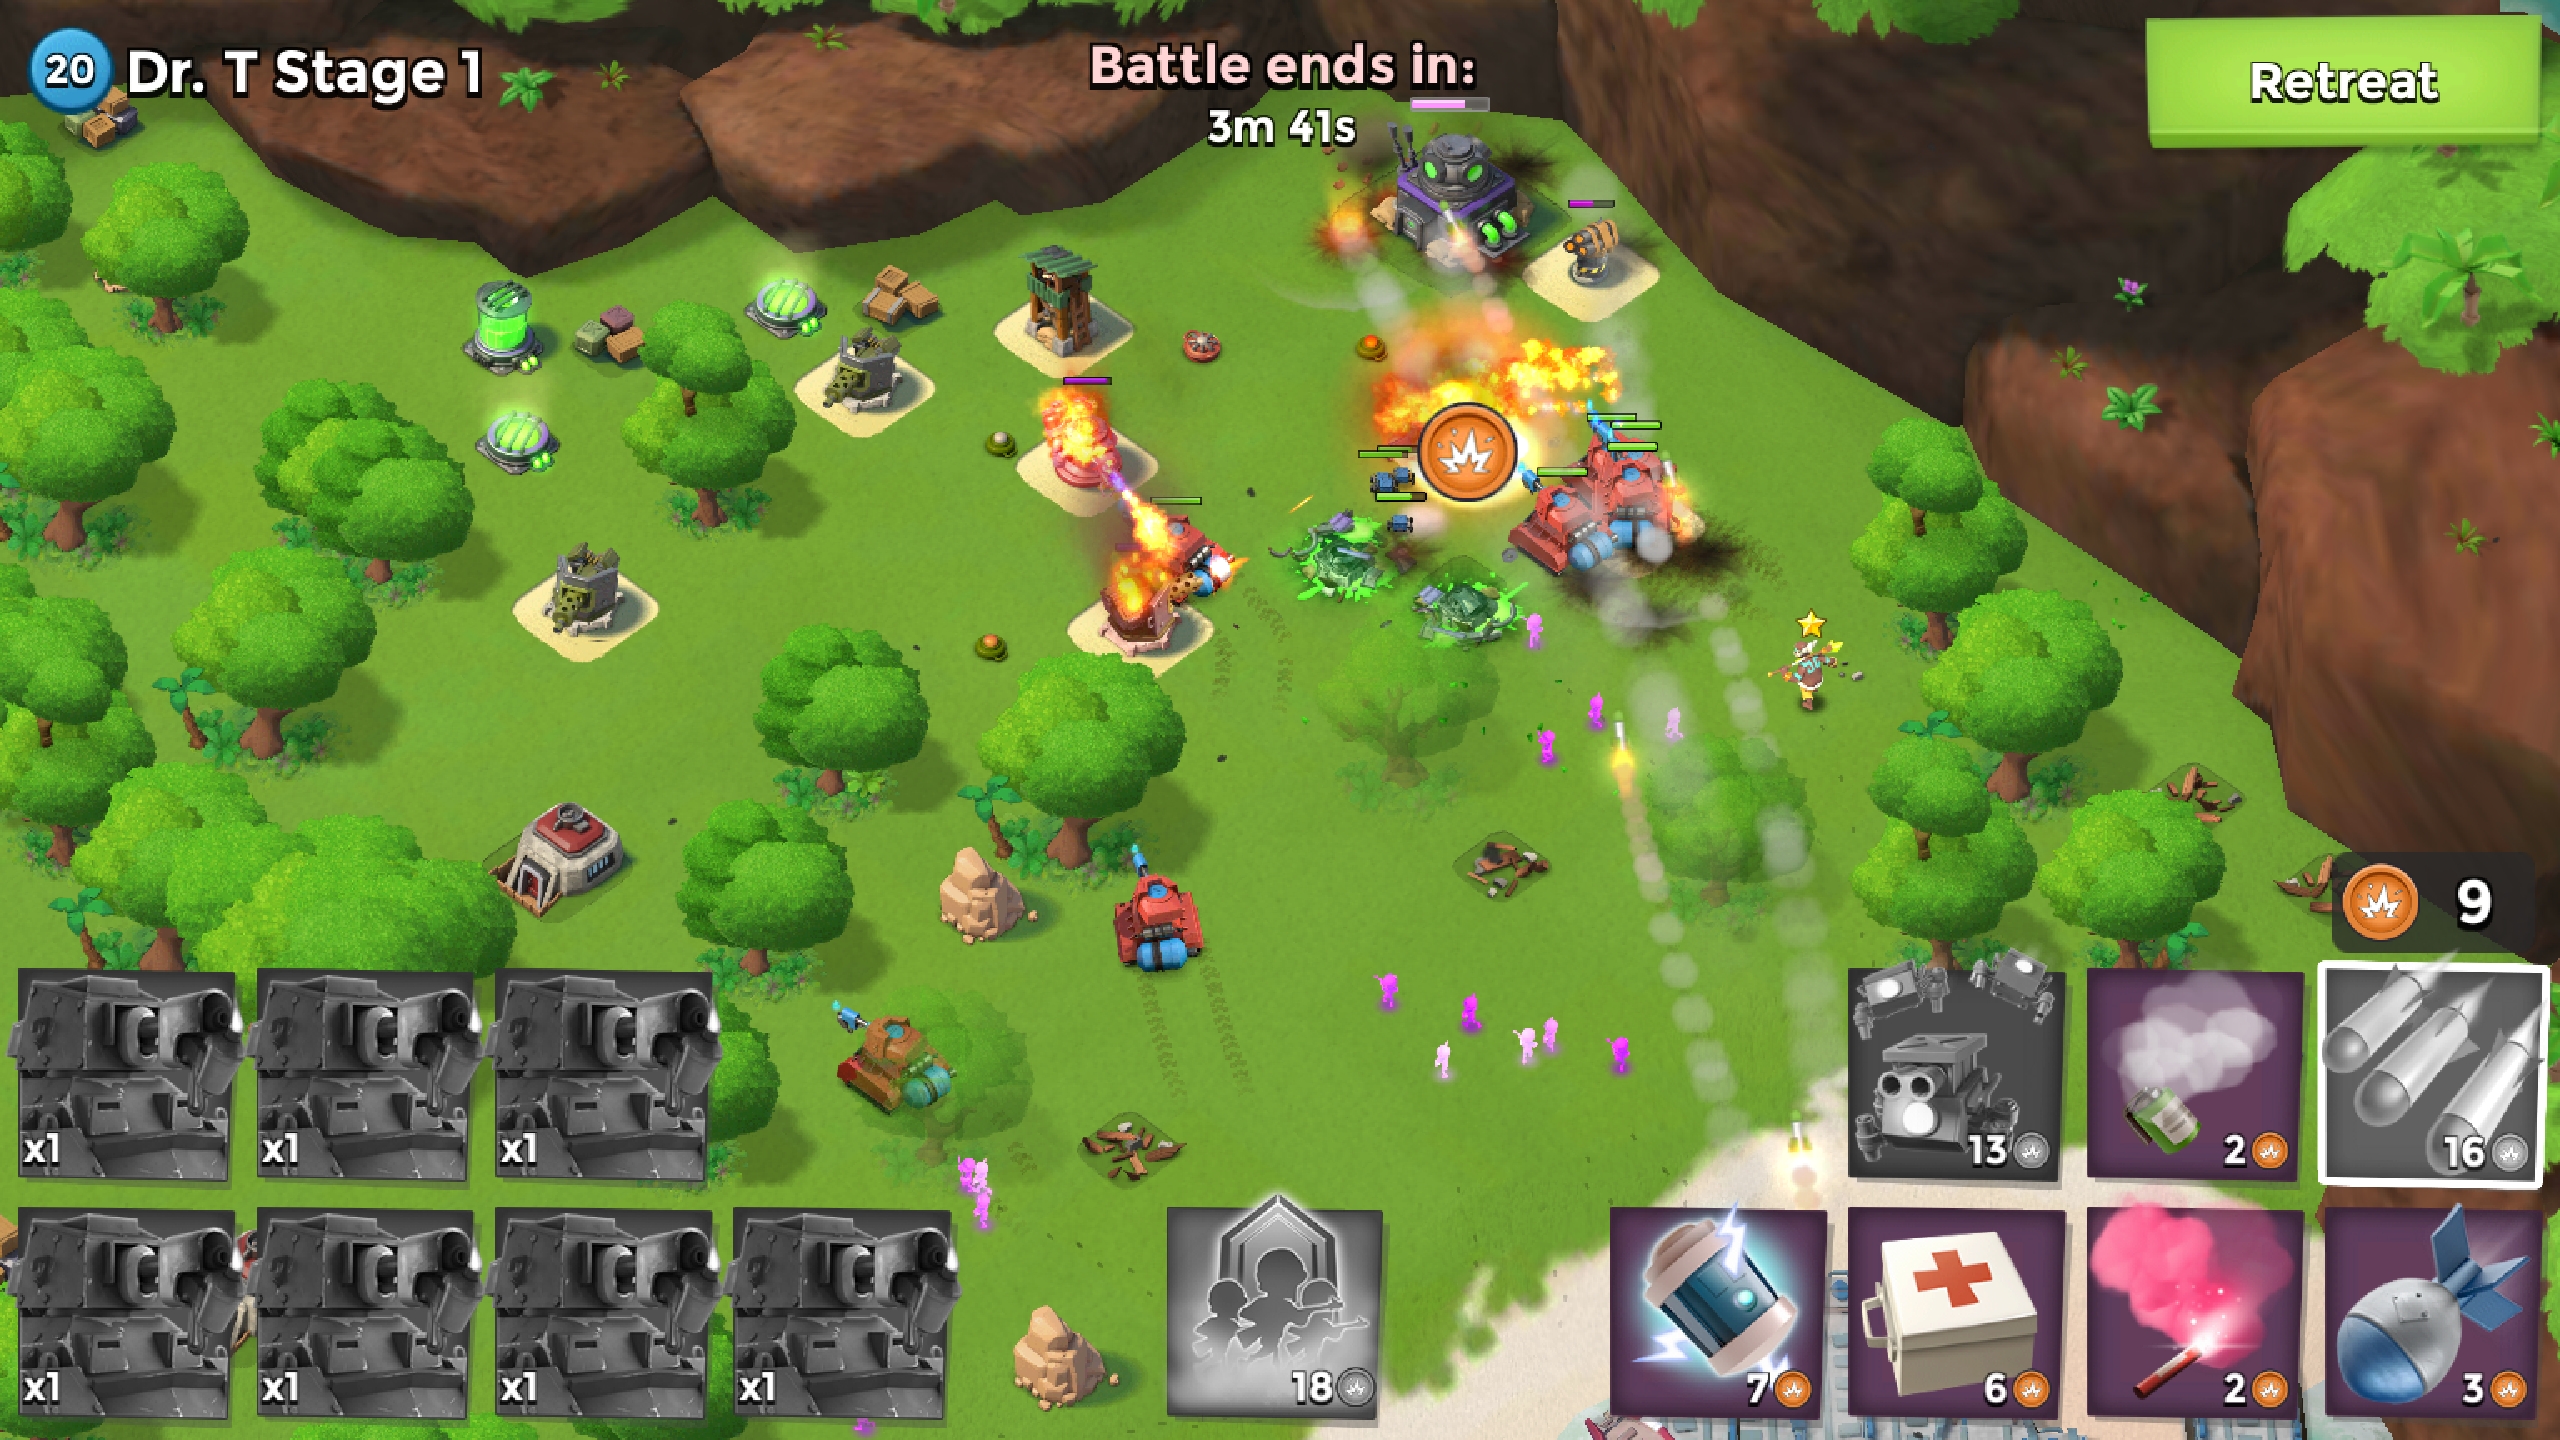 20 Dr. T Stage 1
Battle ends in:
3m 41s
Retreat
9
x1 x1 x1
13 2 16
x1 x1 x1 x1
18
7 6 2 3